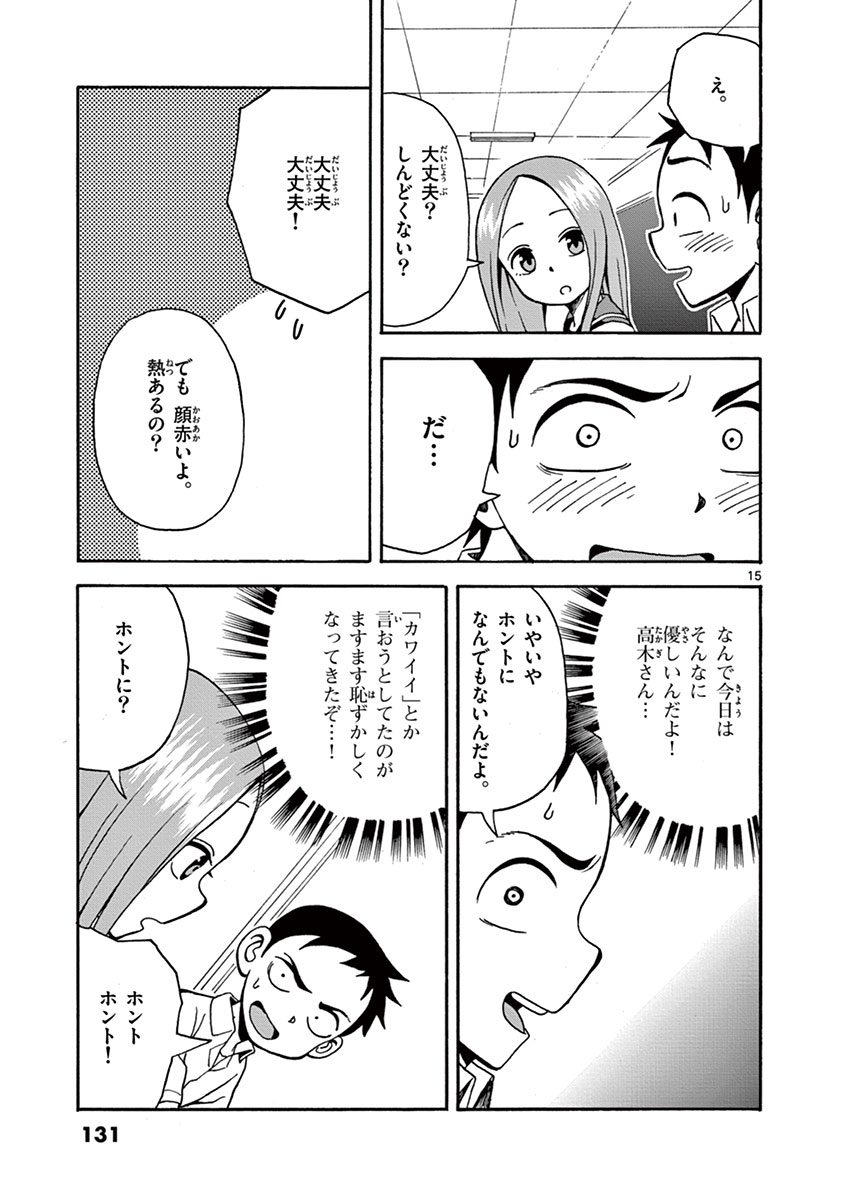 え。
大丈夫?
しんどくない?
だ…
大丈夫
大丈夫!
でも 顔赤いよ。
熱あるの?
15
なんで今日は
そんなに
優しいんだよ!
高木さん…
いやいや
ホントに
なんでもないんだよ。
「カワイイ」とか
言おうとしてたのが
ますます恥ずかしく
なってきたぞ…!
ホントに?
ホント
ホント!
131